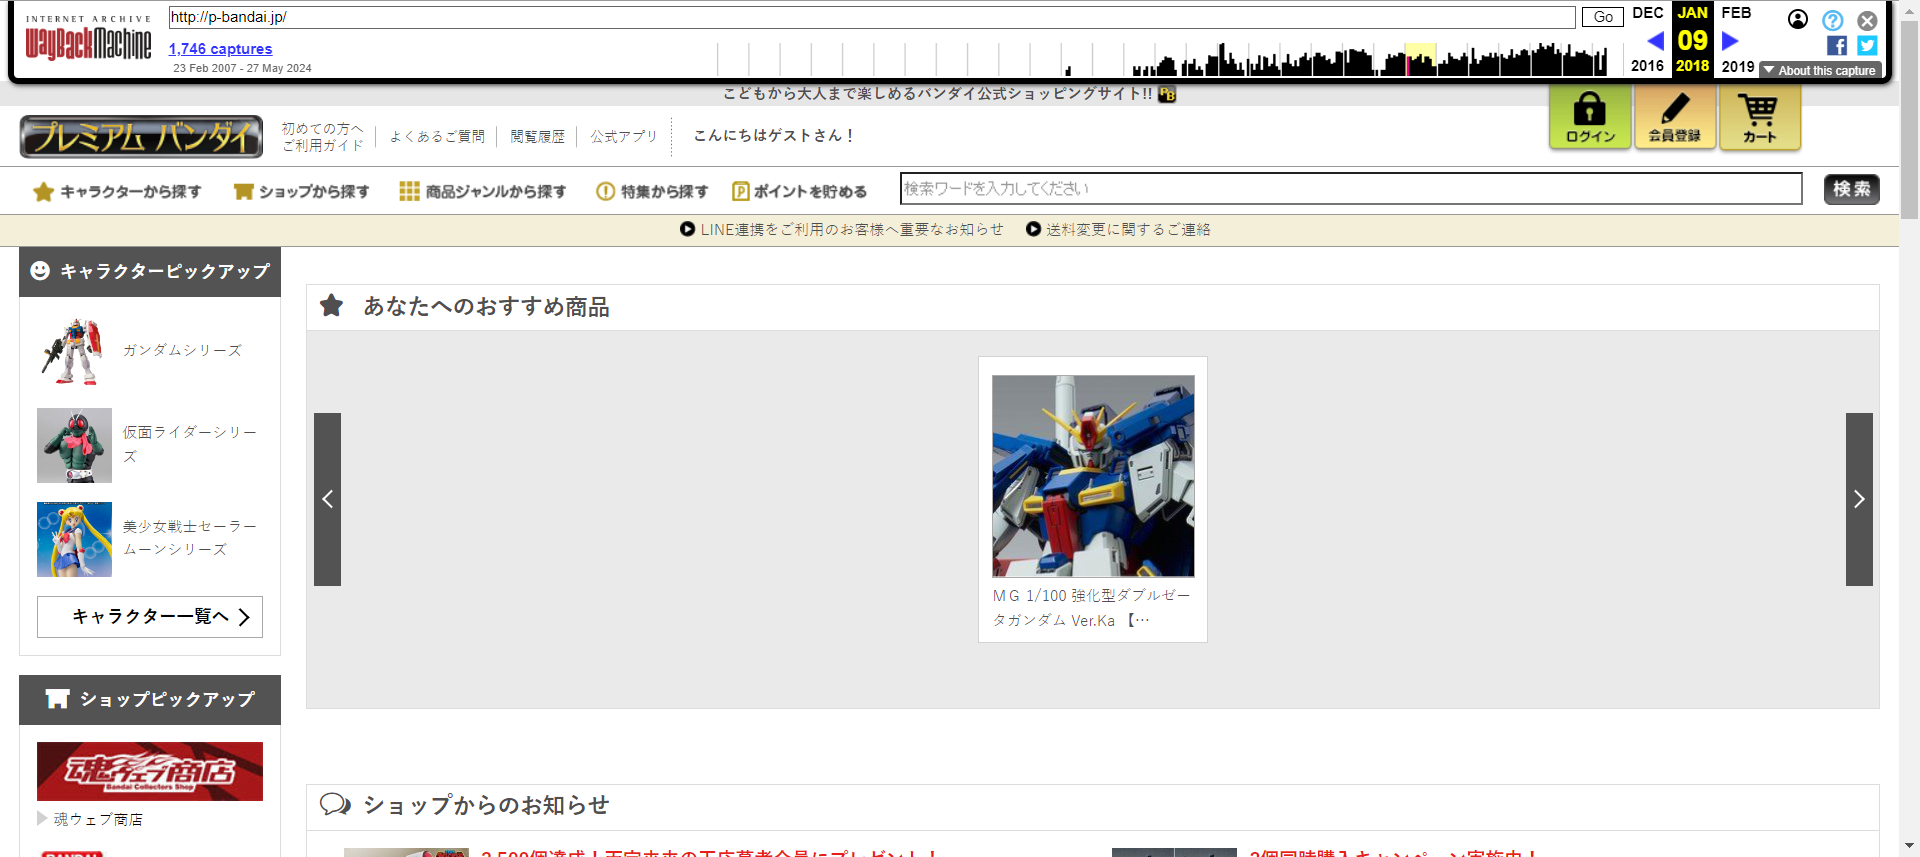 INTERNET ARCHIVE
WayBackMachine
http://p-bandai.jp/
Go
DEC JAN FEB
1,746 captures
09
23 Feb 2007 - 27 May 2024
2016 2018 2019
About this capture
こどもから大人まで楽しめるバンダイ公式ショッピングサイト!!
プレミアム バンダイ
初めての方へ
ご利用ガイド
よくあるご質問
閲覧履歴
公式アプリ
こんにちはゲストさん！
ログイン
会員登録
カート
キャラクターから探す
ショップから探す
商品ジャンルから探す
特集から探す
ポイントを貯める
検索ワードを入力してください
検索
LINE連携をご利用のお客様へ重要なお知らせ
送料変更に関するご連絡
キャラクターピックアップ
ガンダムシリーズ
仮面ライダーシリー
ズ
美少女戦士セーラー
ムーンシリーズ
キャラクター一覧へ
ショップピックアップ
魂ウェブ商店
Bandai Collectors Shop
魂ウェブ商店
BANDAI
あなたへのおすすめ商品
ＭＧ 1/100 強化型ダブルゼー
タガンダム Ver.Ka 【…
ショップからのお知らせ
2個同時購入キャンペーン実施中！